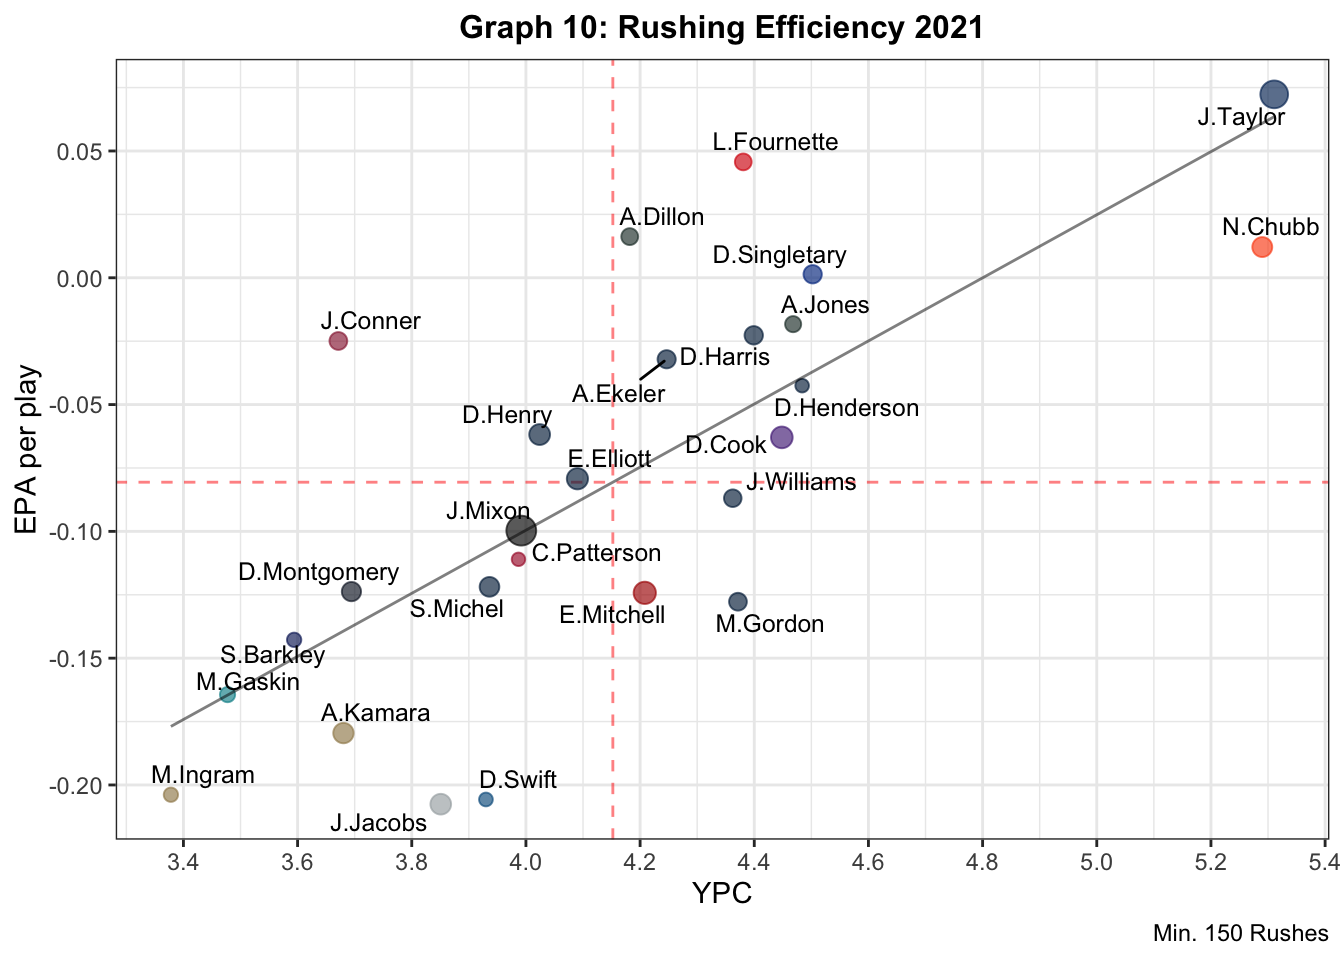 Graph 10: Rushing Efficiency 2021
J.Taylor
L.Fournette
A.Dillon
N.Chubb
D.Singletary
A.Jones
J.Conner
D.Harris
A.Ekeler
D.Henderson
D.Henry
D.Cook
E.Elliott
J.Williams
J.Mixon
C.Patterson
D.Montgomery
S.Michel
E.Mitchell
M.Gordon
S.Barkley
M.Gaskin
A.Kamara
M.Ingram
D.Swift
J.Jacobs
0.05
0.00
-0.05
-0.10
-0.15
-0.20
EPA per play
3.4 3.6 3.8 4.0 4.2 4.4 4.6 4.8 5.0 5.2 5.4
YPC
Min. 150 Rushes